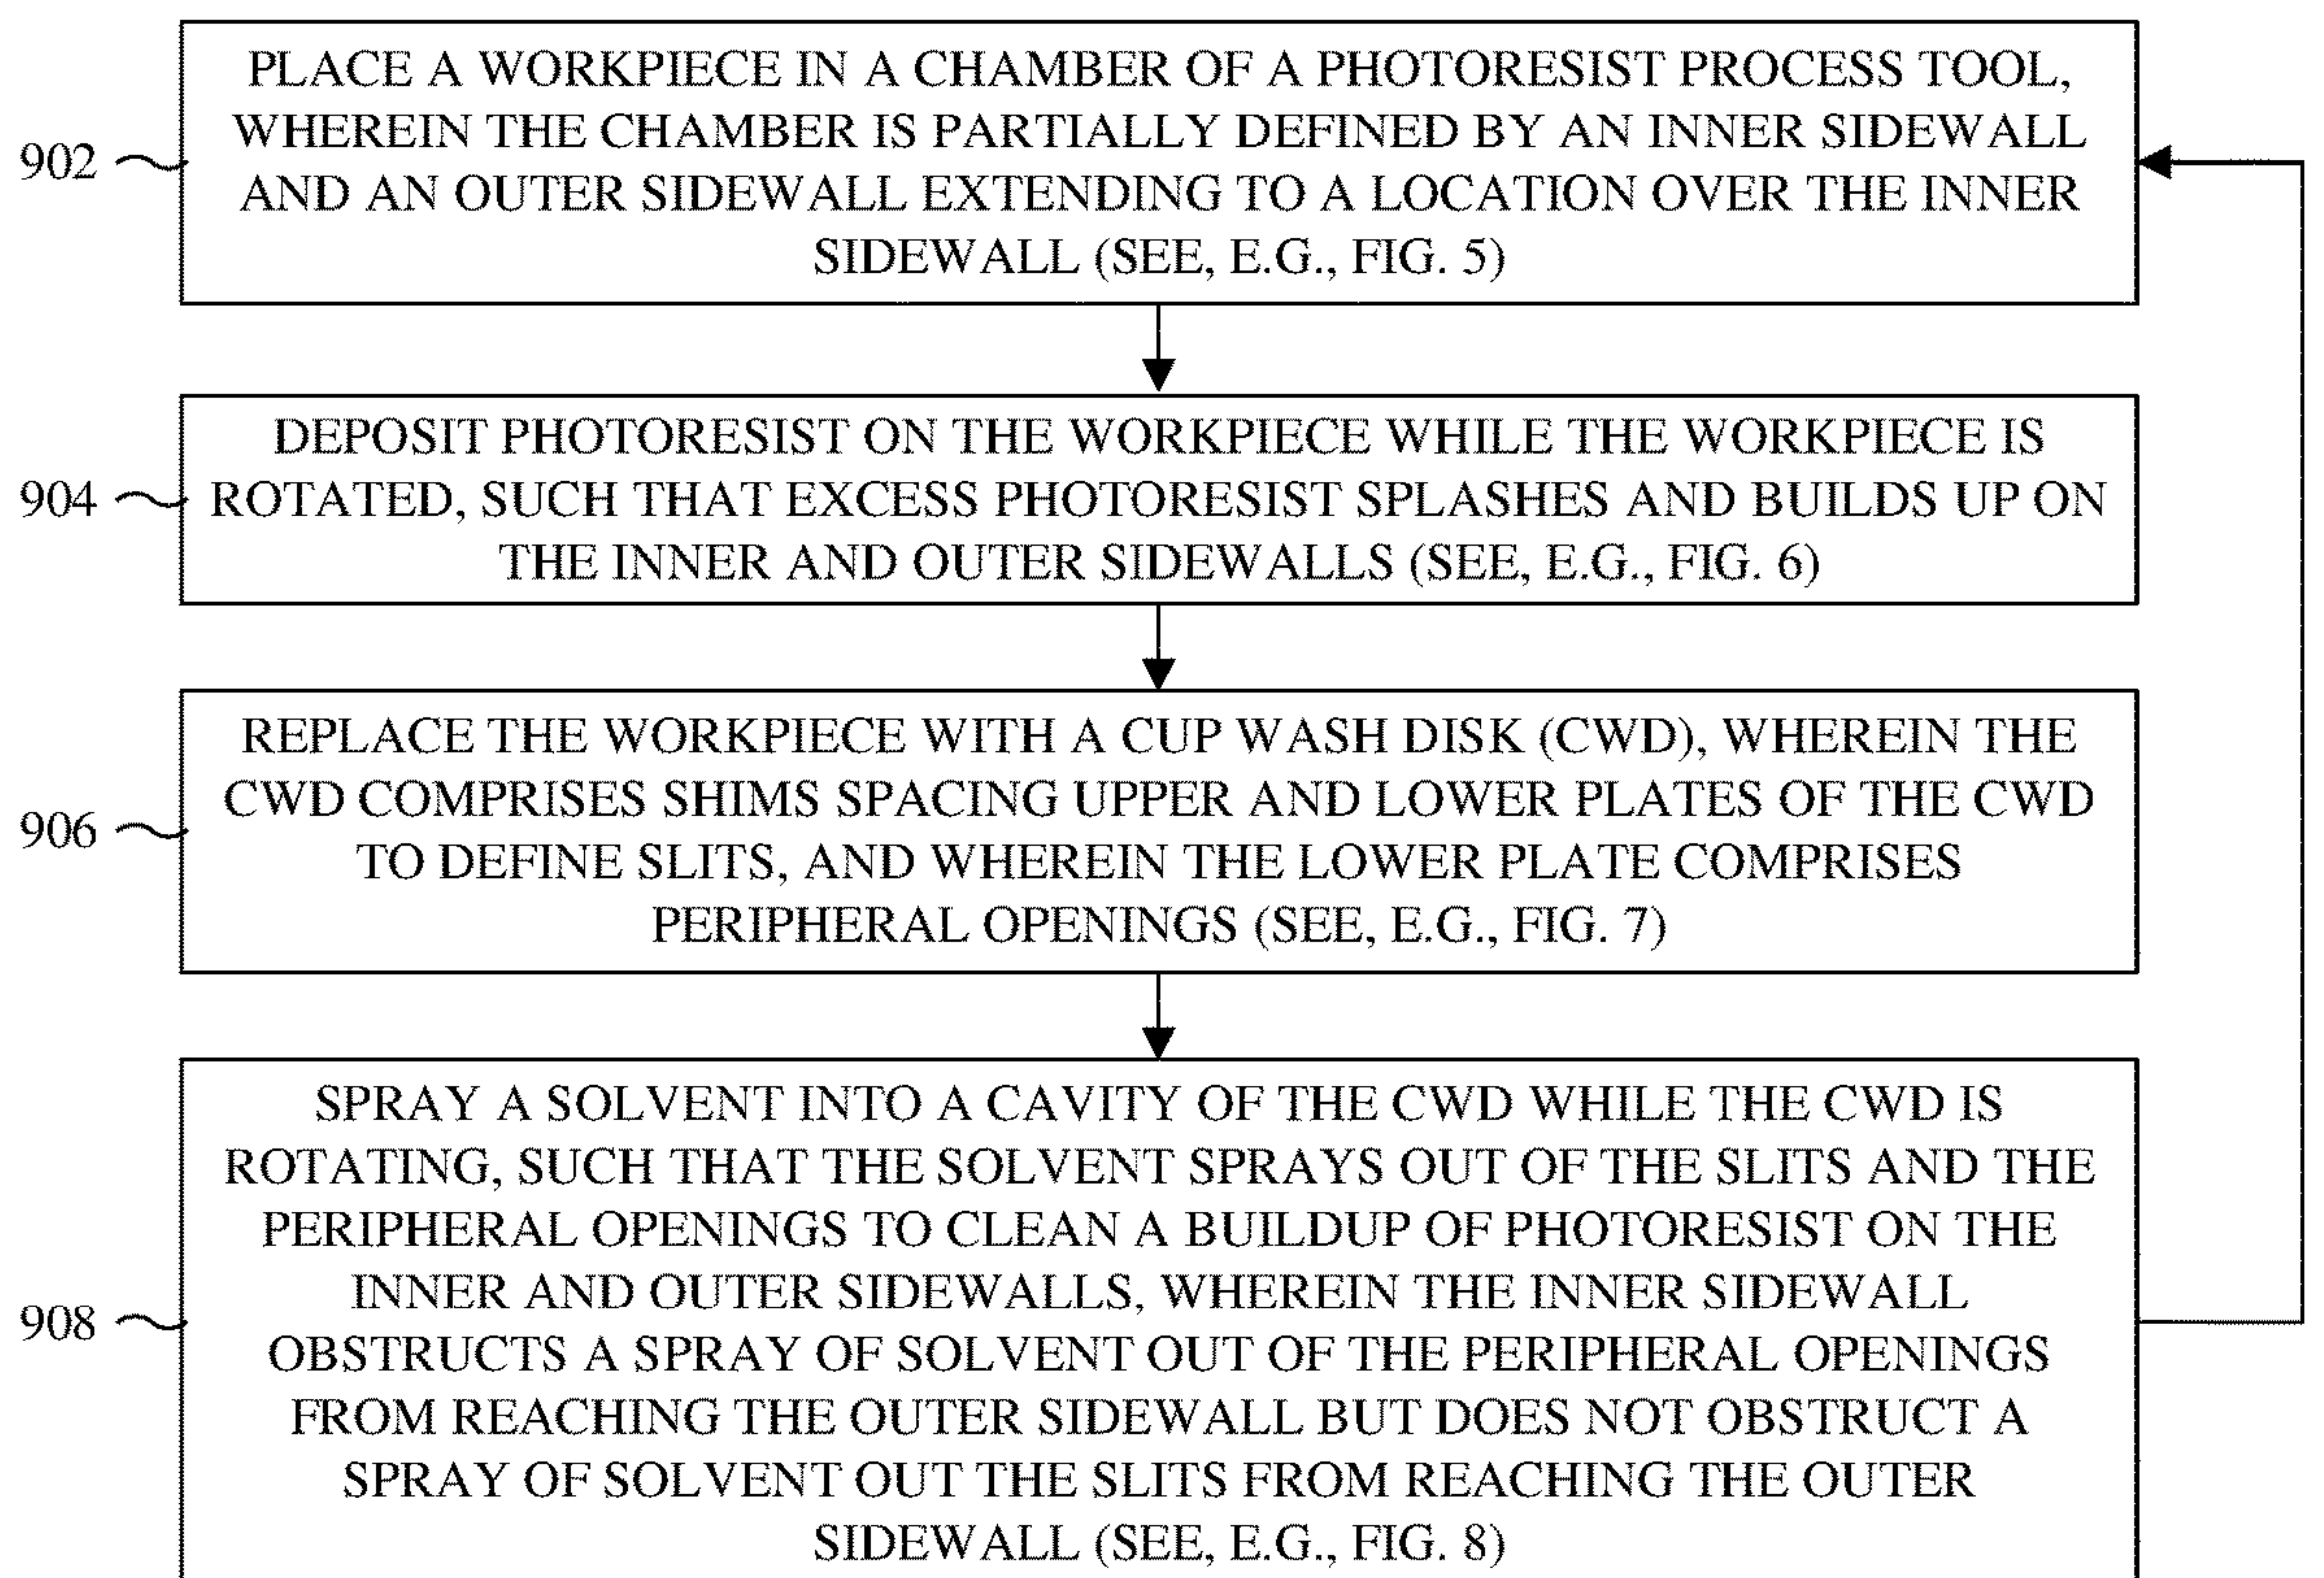 PLACE A WORKPIECE IN A CHAMBER OF A PHOTORESIST PROCESS TOOL,
WHEREIN THE CHAMBER IS PARTIALLY DEFINED BY AN INNER SIDEWALL
902
AND AN OUTER SIDEWALL EXTENDING TO A LOCATION OVER THE INNER
SIDEWALL (SEE, E.G., FIG. 5)
DEPOSIT PHOTORESIST ON THE WORKPIECE WHILE THE WORKPIECE IS
904
ROTATED, SUCH THAT EXCESS PHOTORESIST SPLASHES AND BUILDS UP ON
THE INNER AND OUTER SIDEWALLS (SEE, E.G., FIG. 6)
REPLACE THE WORKPIECE WITH A CUP WASH DISK (CWD), WHEREIN THE
CWD COMPRISES SHIMS SPACING UPPER AND LOWER PLATES OF THE CWD
906
TO DEFINE SLITS, AND WHEREIN THE LOWER PLATE COMPRISES
PERIPHERAL OPENINGS (SEE, E.G., FIG. 7)
SPRAY A SOLVENT INTO A CAVITY OF THE CWD WHILE THE CWD IS
ROTATING, SUCH THAT THE SOLVENT SPRAYS OUT OF THE SLITS AND THE
PERIPHERAL OPENINGS TO CLEAN A BUILDUP OF PHOTORESIST ON THE
INNER AND OUTER SIDEWALLS, WHEREIN THE INNER SIDEWALL
908
OBSTRUCTS A SPRAY OF SOLVENT OUT OF THE PERIPHERAL OPENINGS
FROM REACHING THE OUTER SIDEWALL BUT DOES NOT OBSTRUCT A
SPRAY OF SOLVENT OUT THE SLITS FROM REACHING THE OUTER
SIDEWALL (SEE, E.G., FIG. 8)